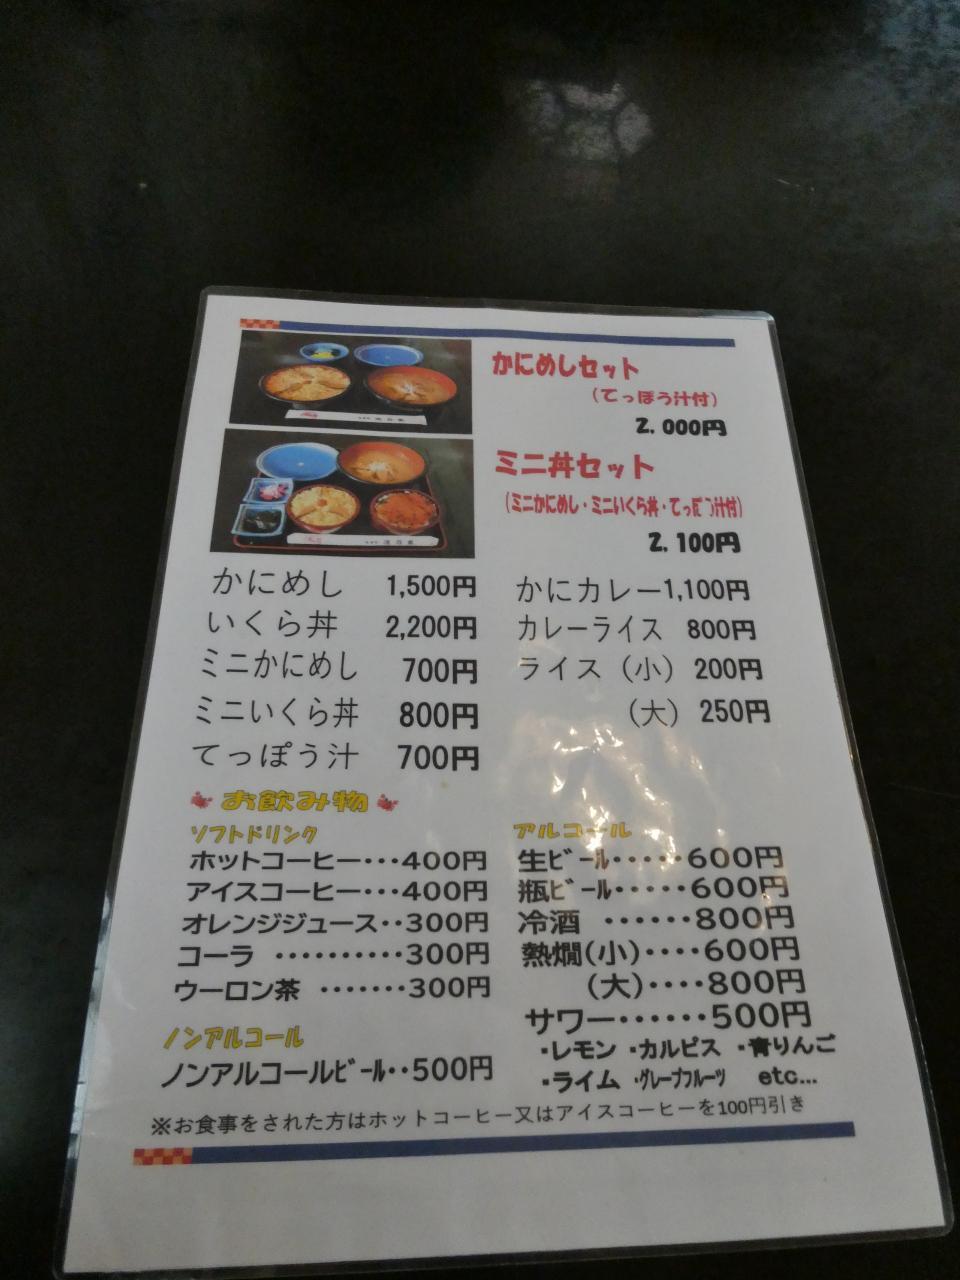 かにめしセット
(てっぽう汁付)
2,000円
ミニ丼セット
(ミニかにめし・ミニいくら丼・てっぽう汁付)
2,100円
かにめし 1,500円
いくら丼 2,200円
ミニかにめし 700円
ミニいくら丼 800円
てっぽう汁 700円
かにカレー 1,100円
カレーライス 800円
ライス(小) 200円
(大) 250円
お飲み物
ソフトドリンク
ホットコーヒー・・・400円
アイスコーヒー・・・400円
オレンジジュース・・300円
コーラ ・・・・・・・・・・300円
ウーロン茶 ・・・・・・・300円
ノンアルコール
ノンアルコールビール・・500円
アルコール
生ビール・・・・・600円
瓶ビール・・・・・600円
冷酒 ・・・・・・800円
熱燗(小)・・・・600円
(大)・・・・800円
サワー・・・・・・500円
・レモン ・カルピス ・青りんご
・ライム ・グレープフルーツ etc...
※お食事をされた方はホットコーヒー又はアイスコーヒーを100円引き